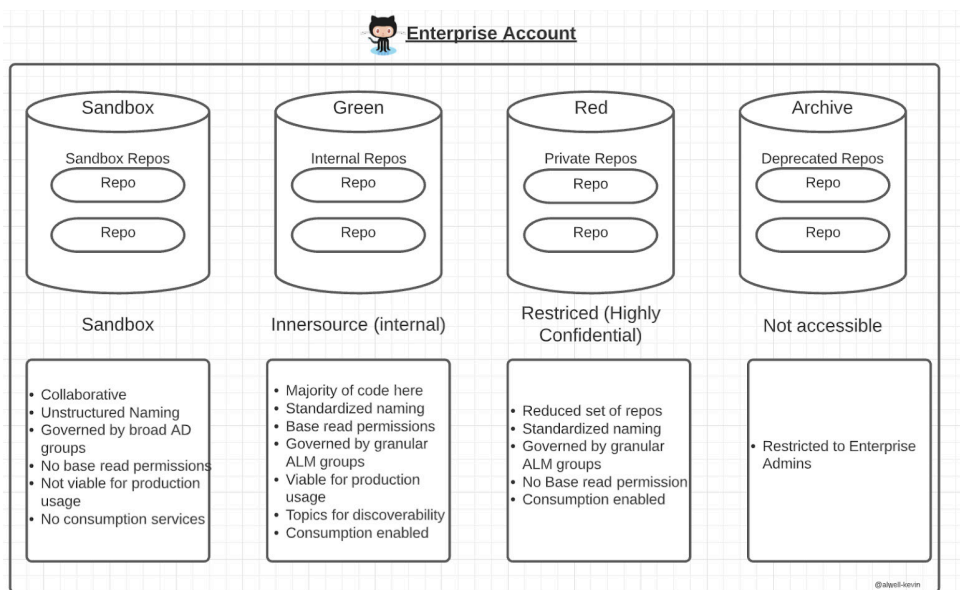 Enterprise Account
Sandbox
Sandbox Repos
Repo
Repo
Green
Internal Repos
Repo
Repo
Red
Private Repos
Repo
Repo
Archive
Deprecated Repos
Repo
Repo
Sandbox
Innersource (internal)
Restriced (Highly
Confidential)
Not accessible
• Collaborative
• Unstructured Naming
• Governed by broad AD
groups
• No base read permissions
• Not viable for production
usage
• No consumption services
• Majority of code here
• Standardized naming
• Base read permissions
• Governed by granular
ALM groups
• Viable for production
usage
• Topics for discoverability
• Consumption enabled
• Reduced set of repos
• Standardized naming
• Governed by granular
ALM groups
• No Base read permission
• Consumption enabled
• Restricted to Enterprise
Admins
@alwell-kevin